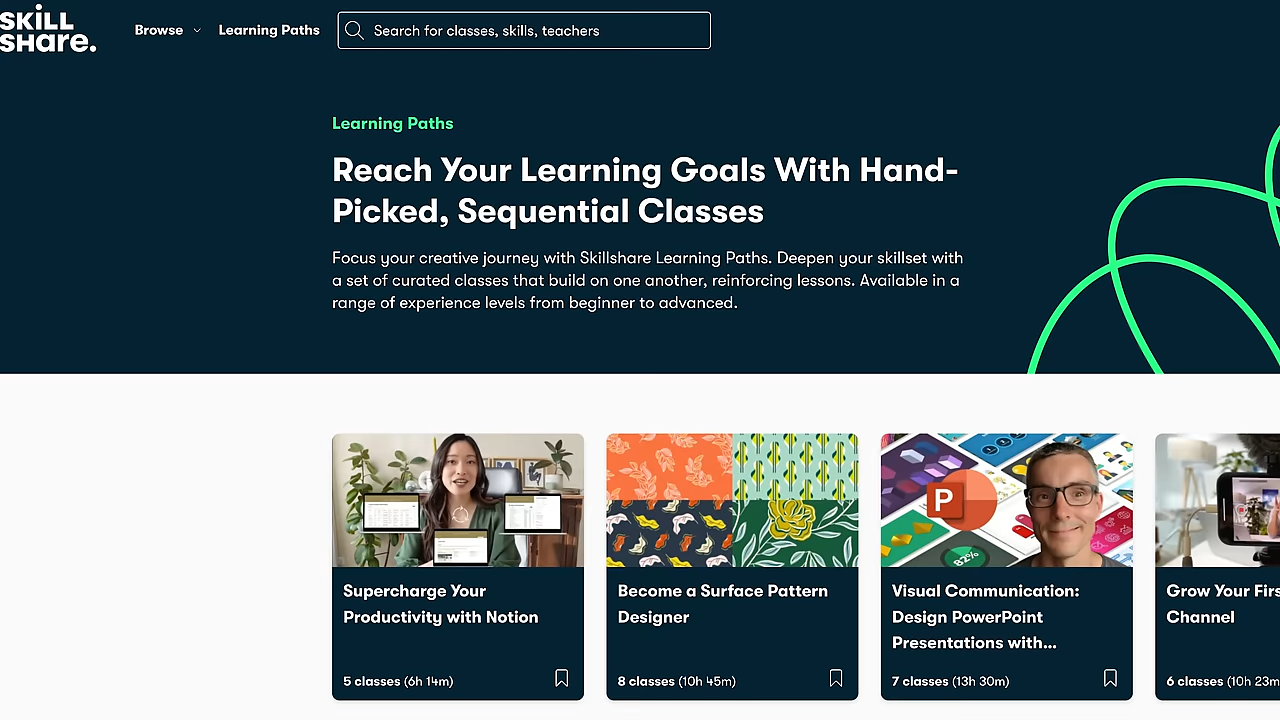 SKILL
SHare.
Browse
Learning Paths
Search for classes, skills, teachers
Learning Paths
Reach Your Learning Goals With Hand-
Picked, Sequential Classes
Focus your creative journey with Skillshare Learning Paths. Deepen your skillset with
a set of curated classes that build on one another, reinforcing lessons. Available in a
range of experience levels from beginner to advanced.
P
82%
Supercharge Your
Productivity with Notion
5 classes (6h 14m)
Become a Surface Pattern
Designer
8 classes (10h 45m)
Visual Communication:
Design PowerPoint
Presentations with...
7 classes (13h 30m)
Grow Your Firs
Channel
6 classes (10h 23m